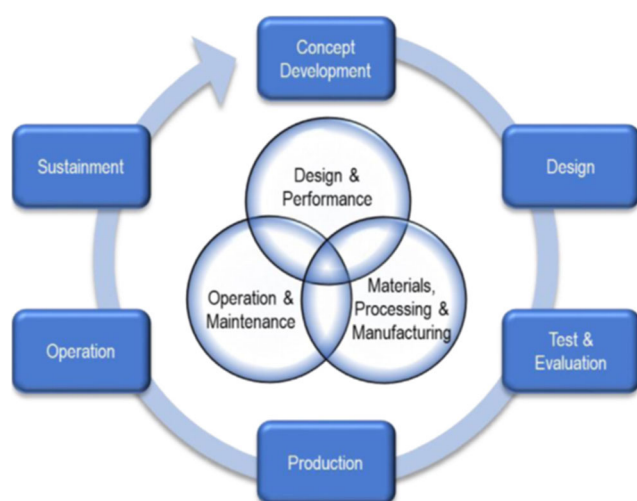 Concept
Development
Design
Test &
Evaluation
Production
Operation
Sustainment
Design &
Performance
Operation &
Maintenance
Materials,
Processing &
Manufacturing